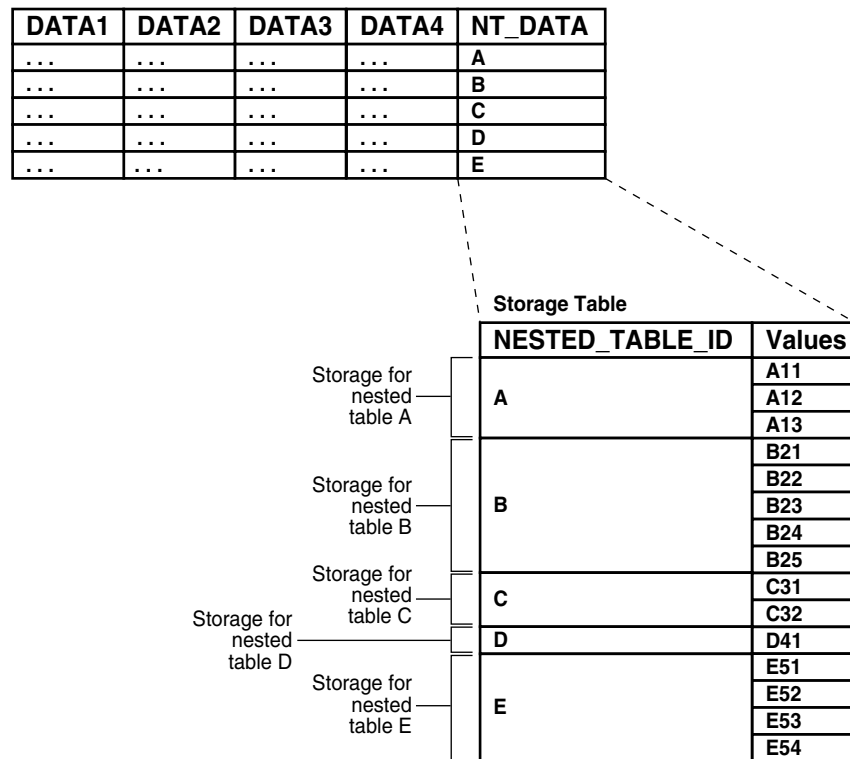 DATA1 DATA2 DATA3 DATA4 NT_DATA
. . . . . . . . . . . . A
. . . . . . . . . . . . B
. . . . . . . . . . . . C
. . . . . . . . . . . . D
. . . . . . . . . . . . E
Storage Table
NESTED_TABLE_ID Values
Storage for
nested
table A
A
A11
A12
A13
Storage for
nested
table B
B
B21
B22
B23
B24
B25
Storage for
nested
table C
C
C31
C32
Storage for
nested
table D
D
D41
Storage for
nested
table E
E
E51
E52
E53
E54